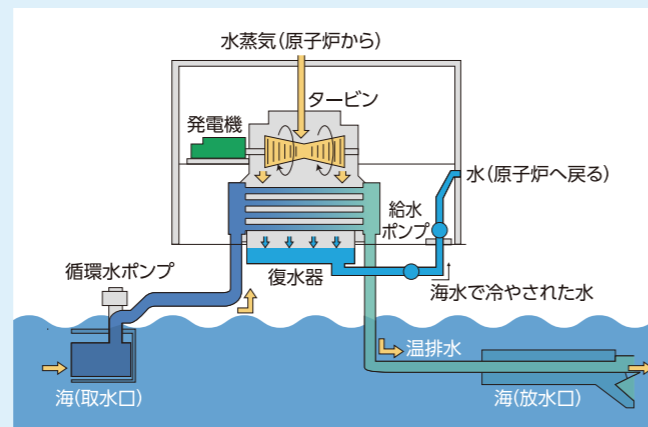 水蒸気(原子炉から)
タービン
発電機
水(原子炉へ戻る)
給水
ポンプ
循環水ポンプ
復水器
海水で冷やされた水
温排水
海(取水口)
海(放水口)